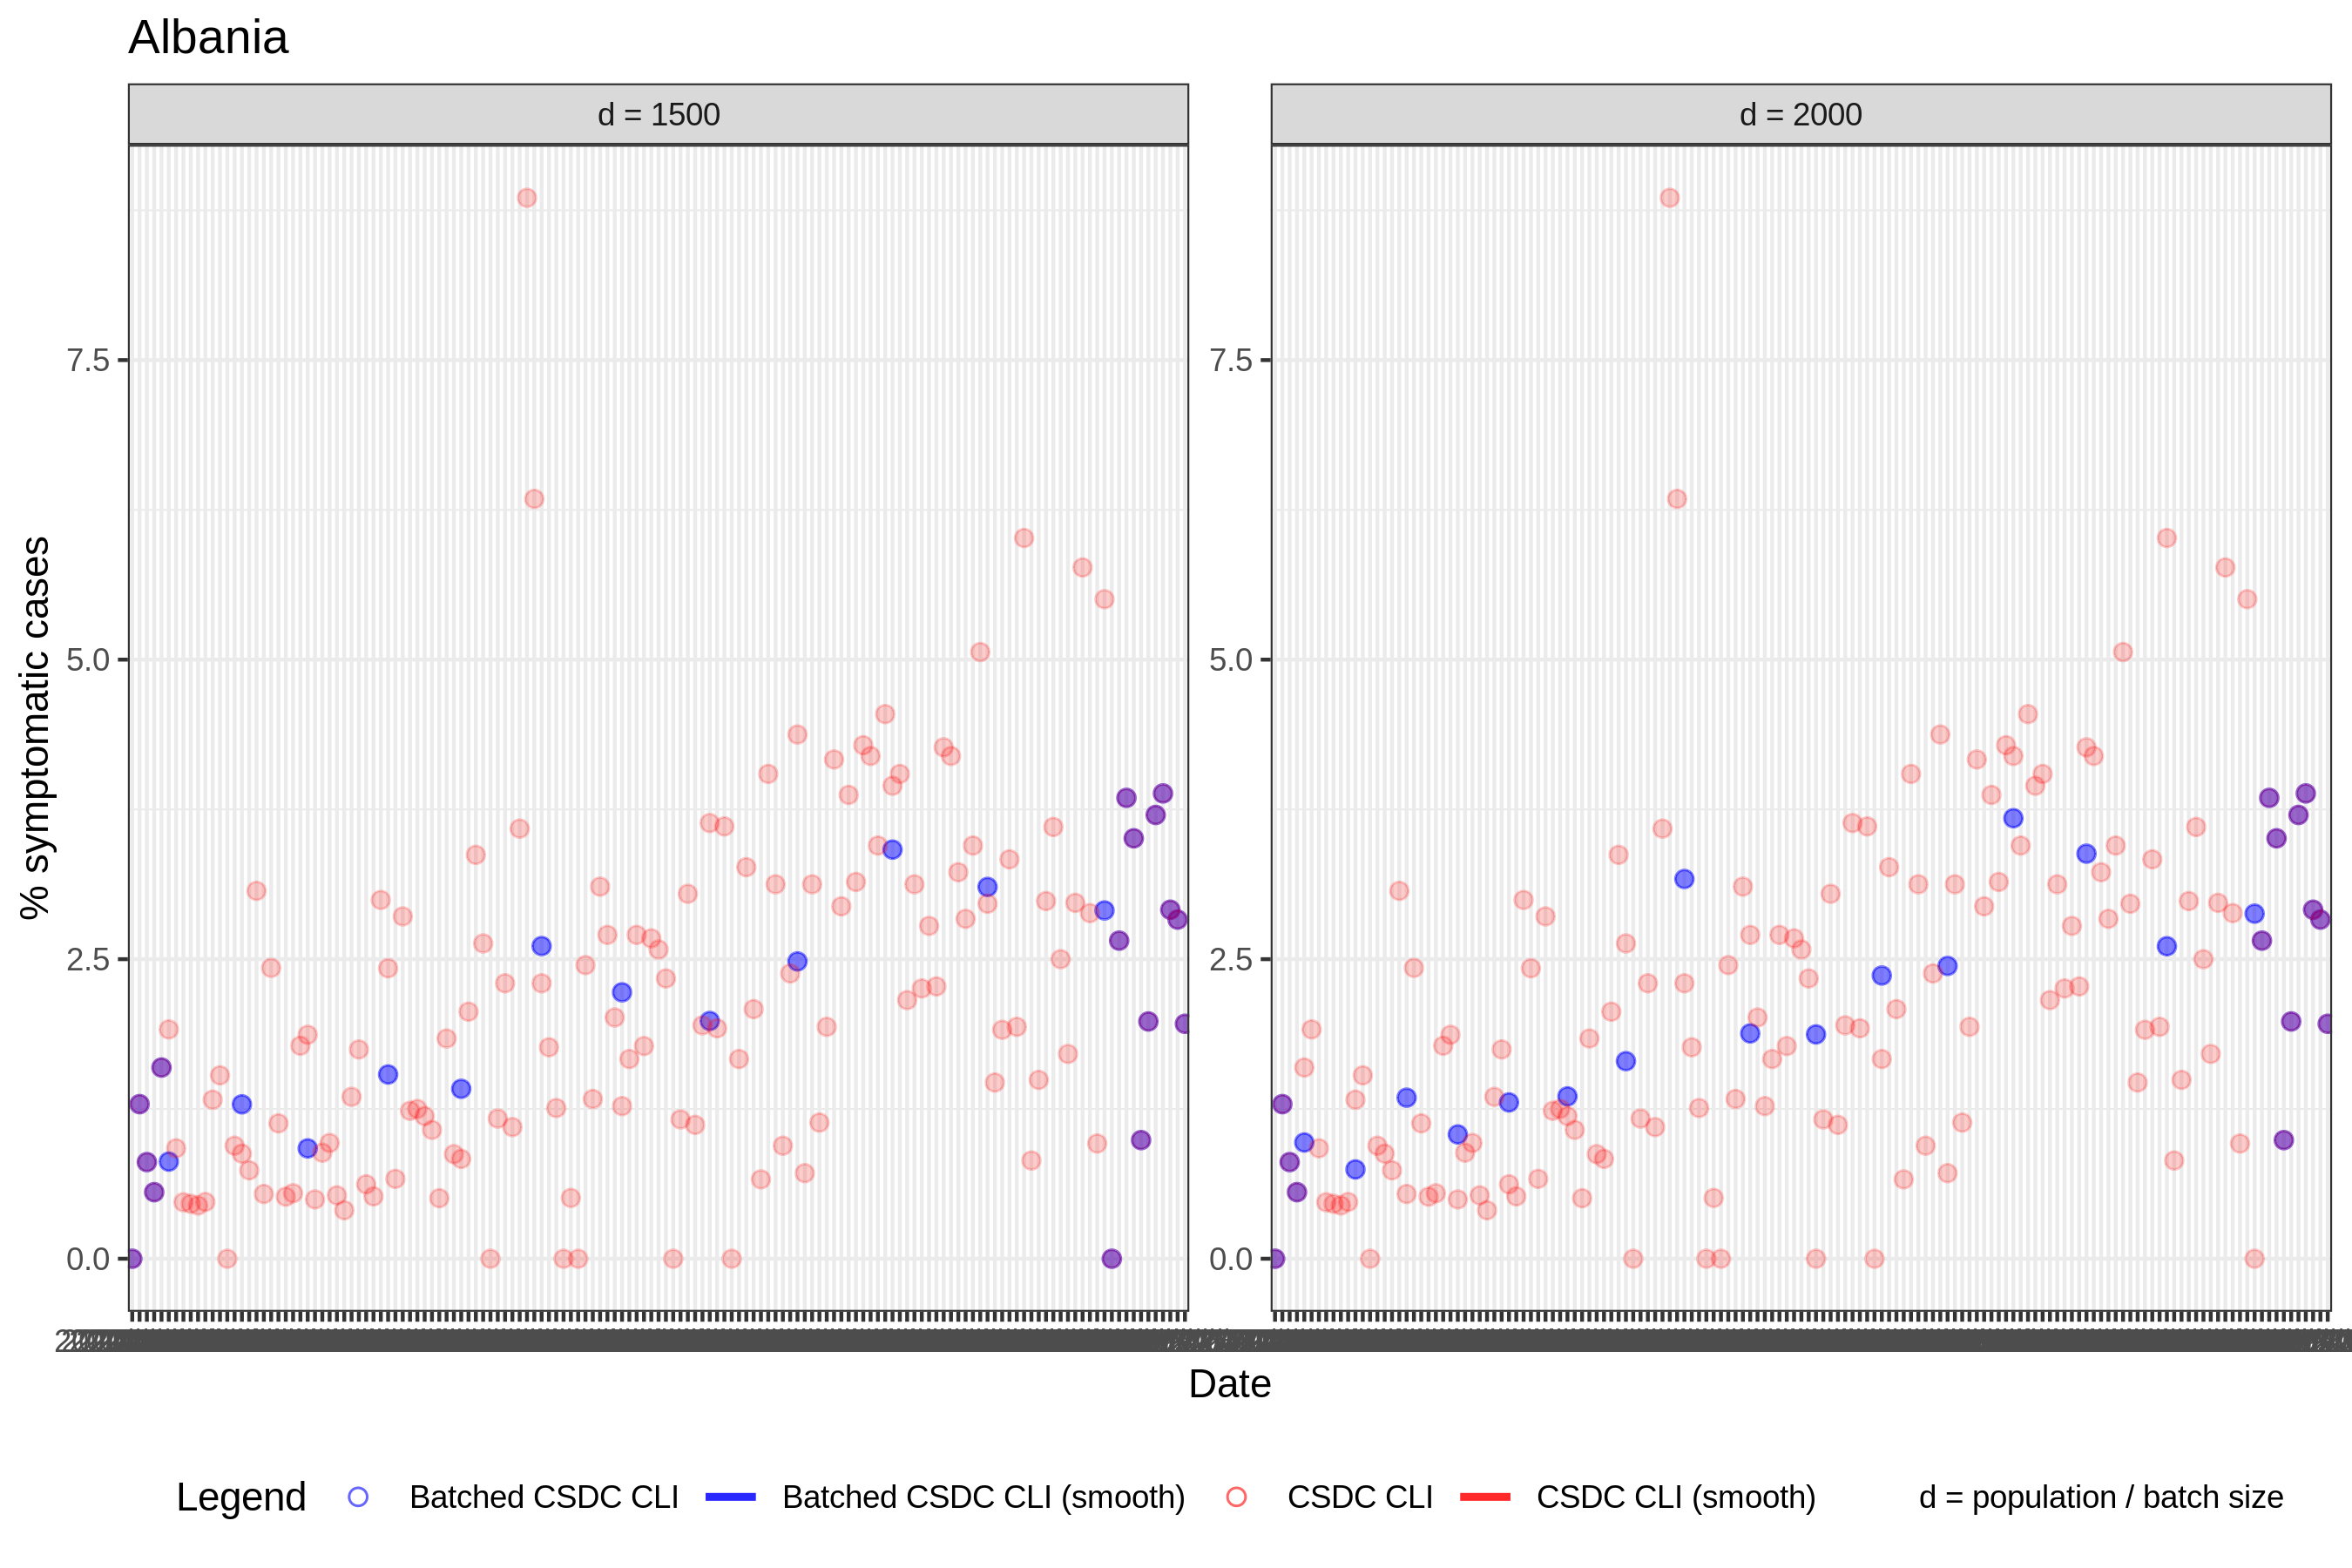 Albania
d = 1500
d = 2000
% symptomatic cases
7.5
5.0
2.5
0.0
7.5
5.0
2.5
0.0
Date
Legend
Batched CSDC CLI
Batched CSDC CLI (smooth)
CSDC CLI
CSDC CLI (smooth)
d = population / batch size